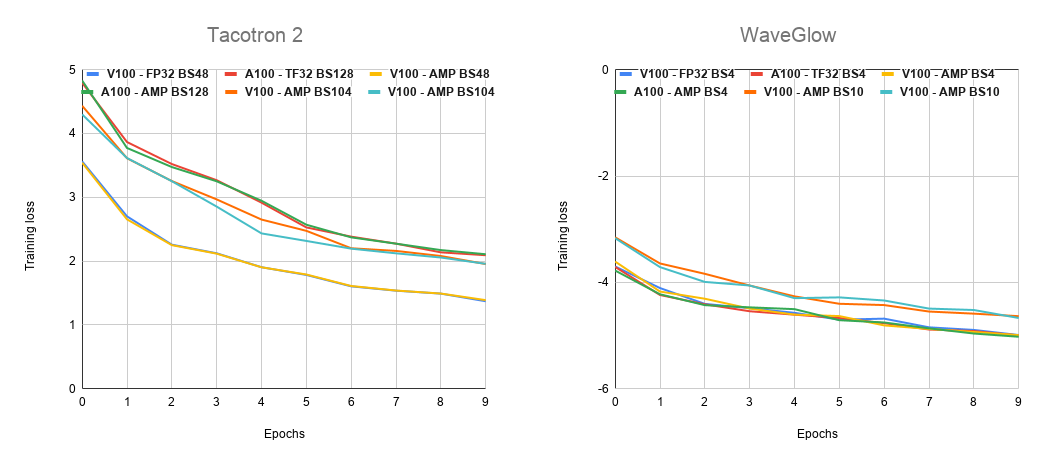 Tacotron 2
V100 - FP32 BS48 A100 - TF32 BS128 V100 - AMP BS48
A100 - AMP BS128 V100 - AMP BS104 V100 - AMP BS104
5
4
3
2
1
0
Training loss
0 1 2 3 4 5 6 7 8 9
Epochs
WaveGlow
V100 - FP32 BS4 A100 - TF32 BS4 V100 - AMP BS4
A100 - AMP BS4 V100 - AMP BS10 V100 - AMP BS10
0
-2
-4
-6
Training loss
0 1 2 3 4 5 6 7 8 9
Epochs